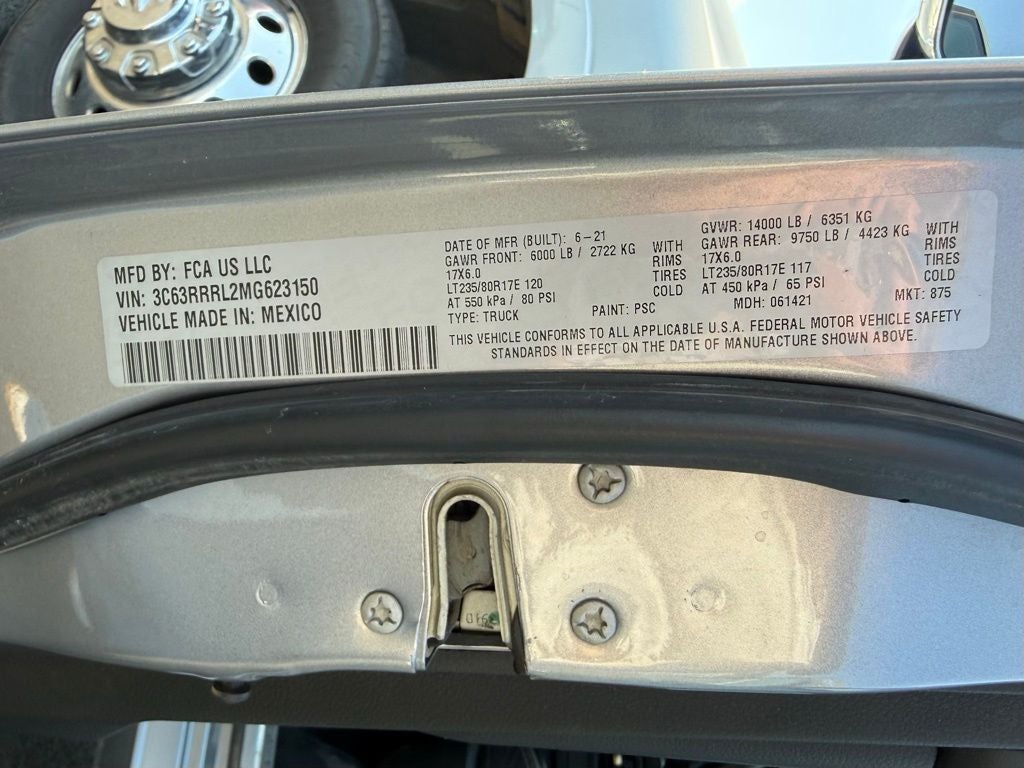 MFD BY: FCA US LLC
VIN: 3C63RRRL2MG623150
VEHICLE MADE IN: MEXICO
DATE OF MFR (BUILT): 6-21
GAWR FRONT: 6000 LB / 2722 KG WITH
17X6.0 RIMS
LT235/80R17E 120 TIRES
AT 550 kPa / 80 PSI COLD
TYPE: TRUCK PAINT: PSC
GVWR: 14000 LB / 6351 KG
GAWR REAR: 9750 LB / 4423 KG WITH
17X6.0 RIMS
LT235/80R17E 117 TIRES
AT 450 kPa / 65 PSI COLD
MDH: 061421 MKT: 875
THIS VEHICLE CONFORMS TO ALL APPLICABLE U.S.A. FEDERAL MOTOR VEHICLE SAFETY
STANDARDS IN EFFECT ON THE DATE OF MANUFACTURE SHOWN ABOVE.